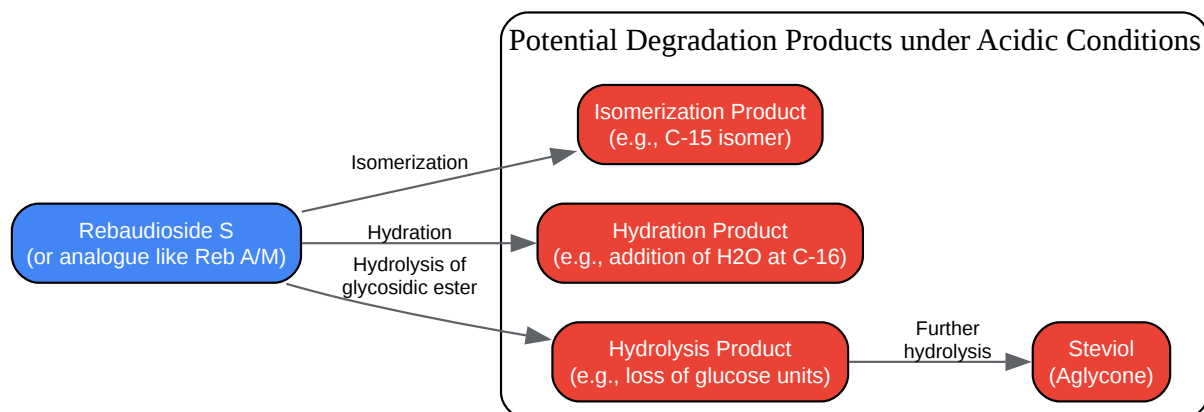 Potential Degradation Products under Acidic Conditions
Isomerization Product
(e.g., C-15 isomer)
Isomerization
Rebaudioside S
(or analogue like Reb A/M)
Hydration
Hydration Product
(e.g., addition of H2O at C-16)
Hydrolysis of
glycosidic ester
Hydrolysis Product
(e.g., loss of glucose units)
Further
hydrolysis
Steviol
(Aglycone)